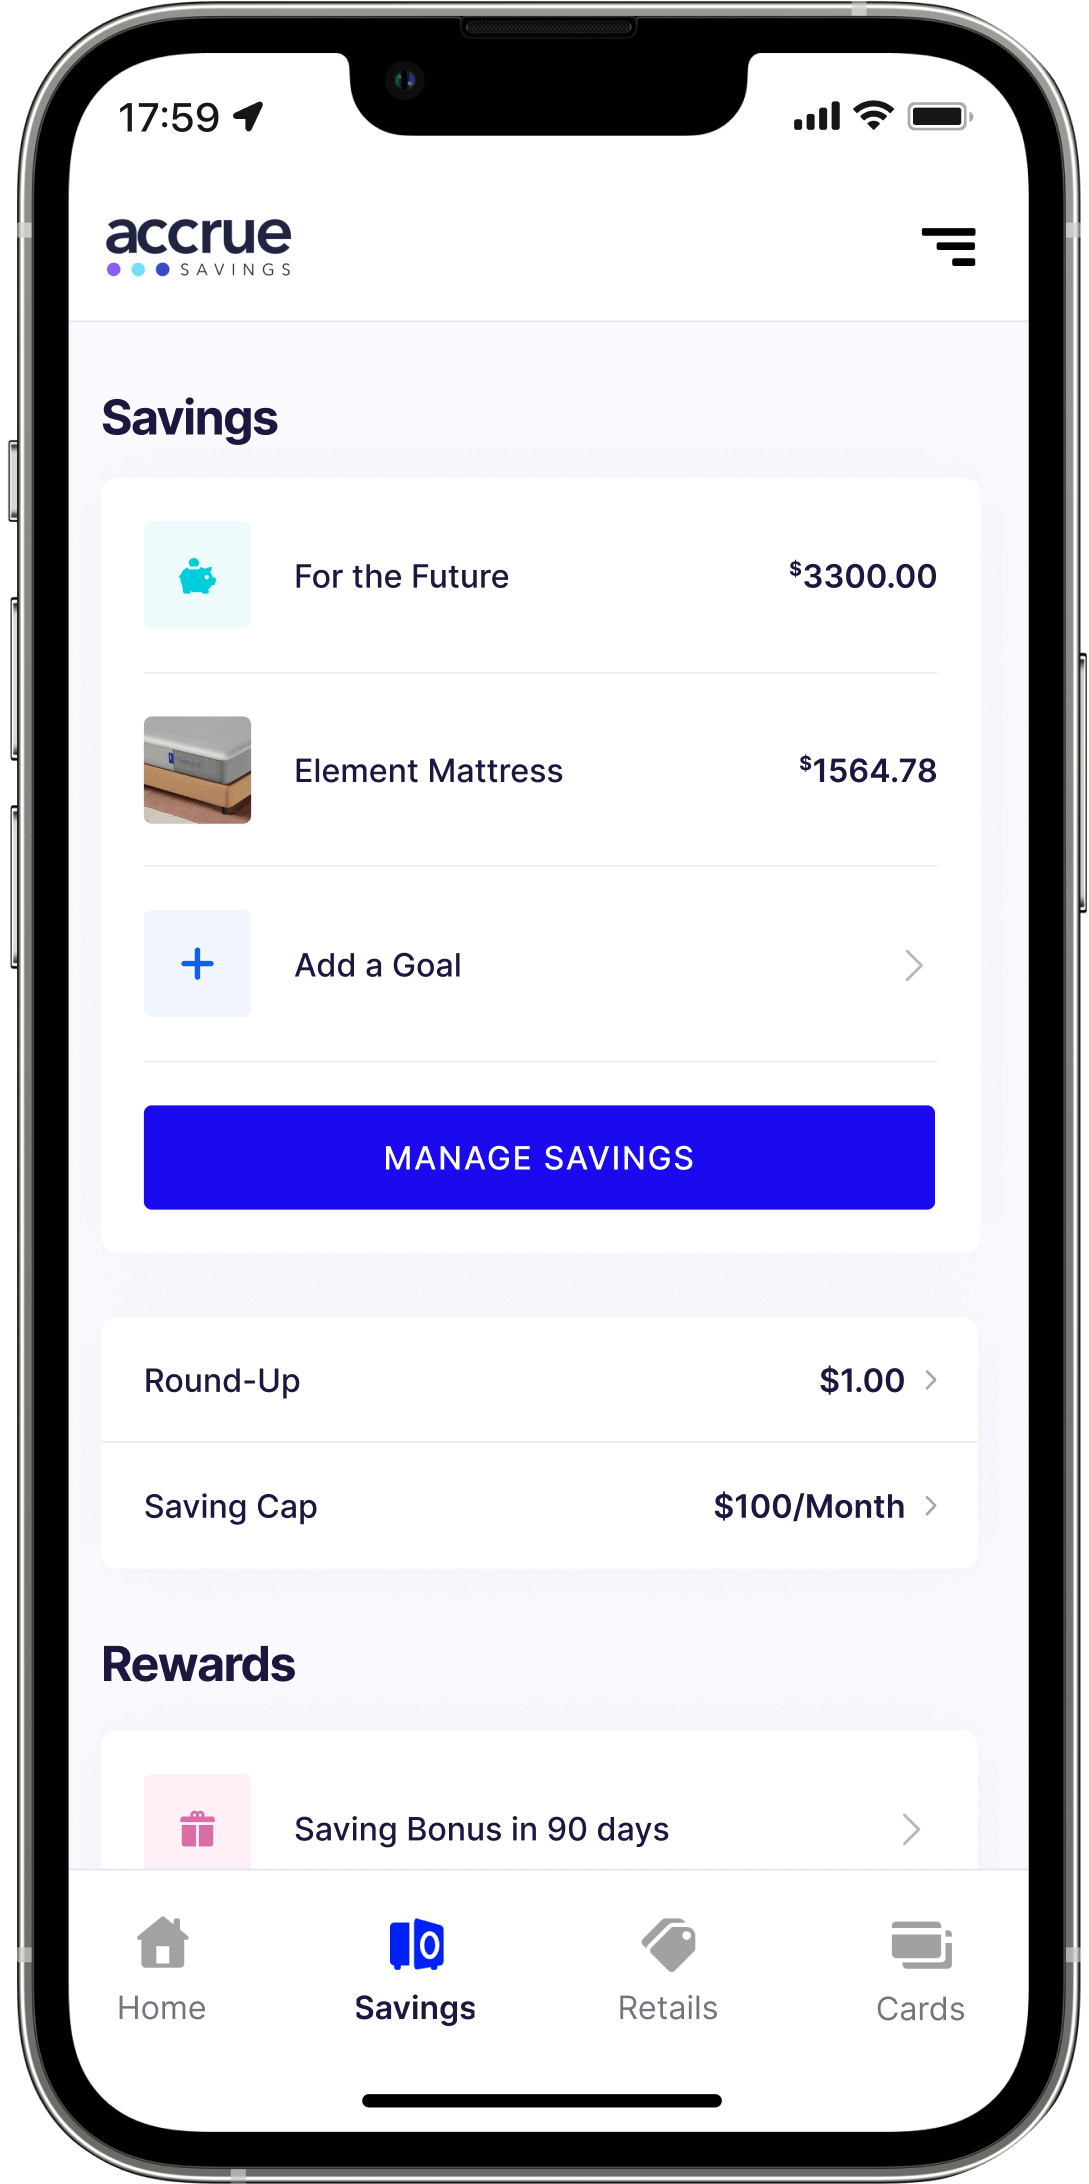 17:59
accrue
SAVINGS
Savings
For the Future $3300.00
Element Mattress $1564.78
Add a Goal
MANAGE SAVINGS
Round-Up $1.00
Saving Cap $100/Month
Rewards
Saving Bonus in 90 days
Home Savings Retails Cards